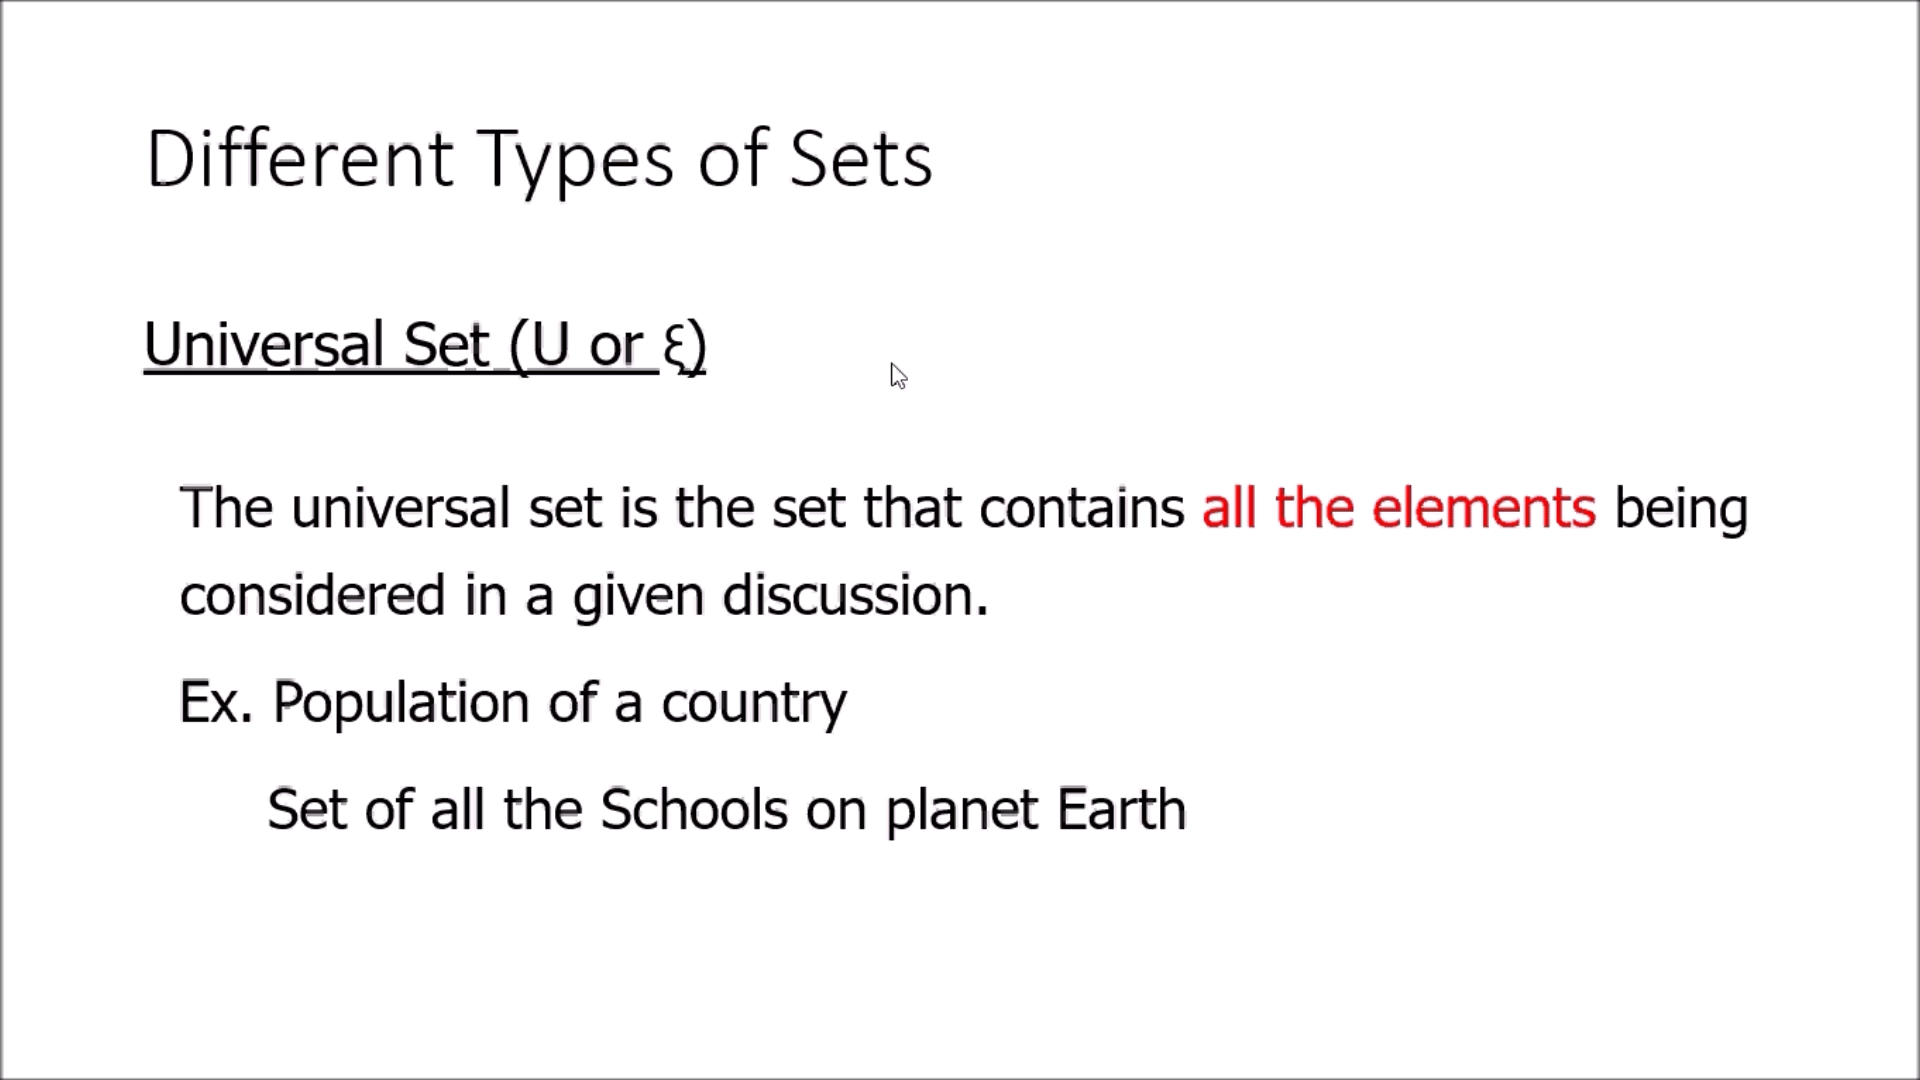 Different Types of Sets
Universal Set (U or ξ)
The universal set is the set that contains all the elements being
considered in a given discussion.
Ex. Population of a country
Set of all the Schools on planet Earth